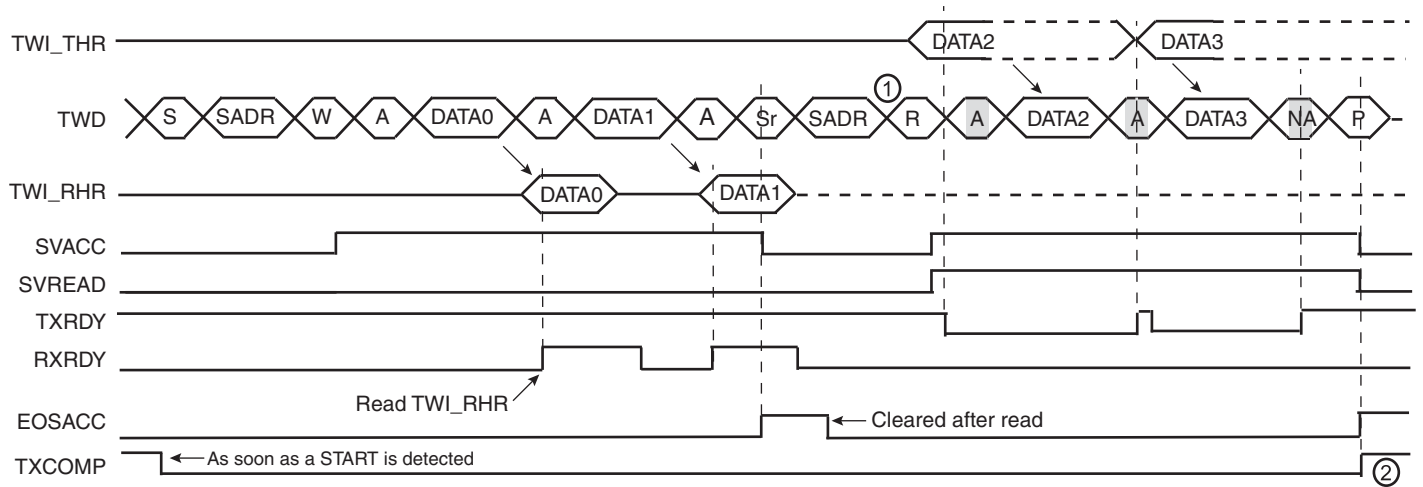 TWI_THR DATA2 DATA3
①
TWD S SADR W A DATA0 A DATA1 A Sr SADR R A DATA2 A DATA3 NA P
TWI_RHR DATA0 DATA1
SVACC
SVREAD
TXRDY
RXRDY
Read TWI_RHR
EOSACC Cleared after read
As soon as a START is detected
TXCOMP ②